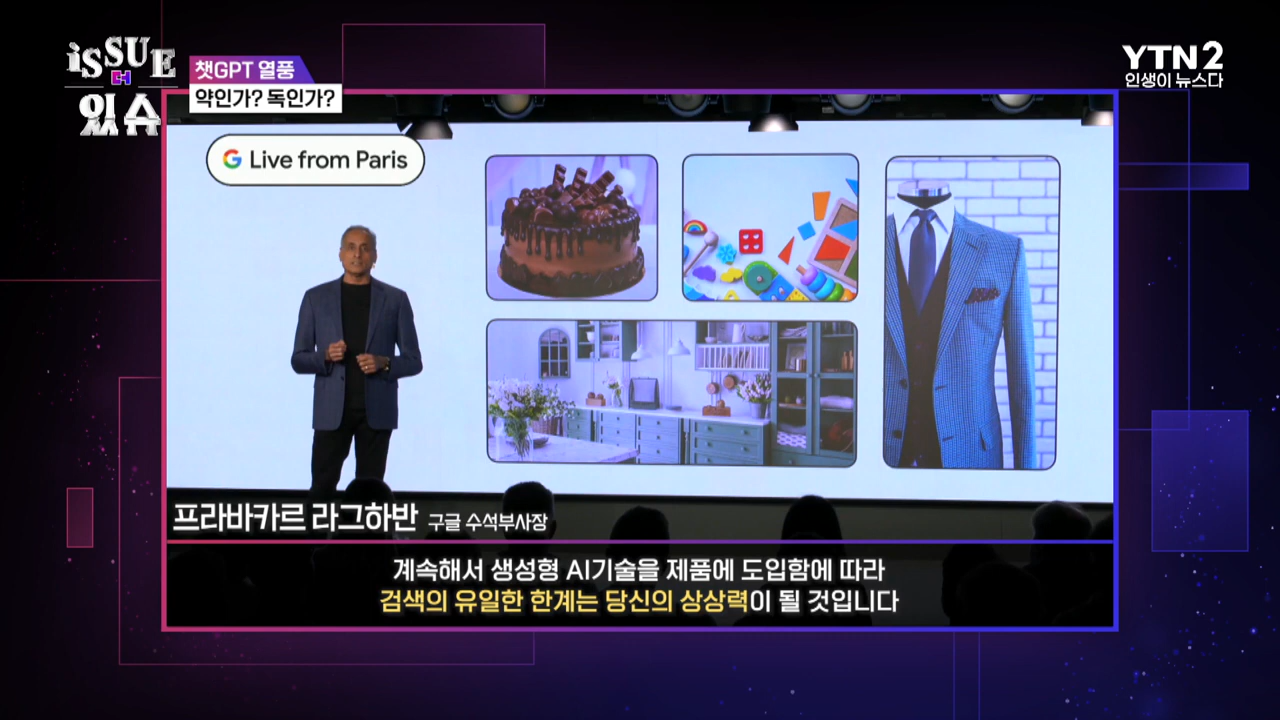 iSSUE
더
있슈
챗GPT 열풍
약인가? 독인가?
YTN2
인생이 뉴스다
G Live from Paris
프라바카르 라그하반 구글 수석부사장
계속해서 생성형 AI기술을 제품에 도입함에 따라
검색의 유일한 한계는 당신의 상상력이 될 것입니다